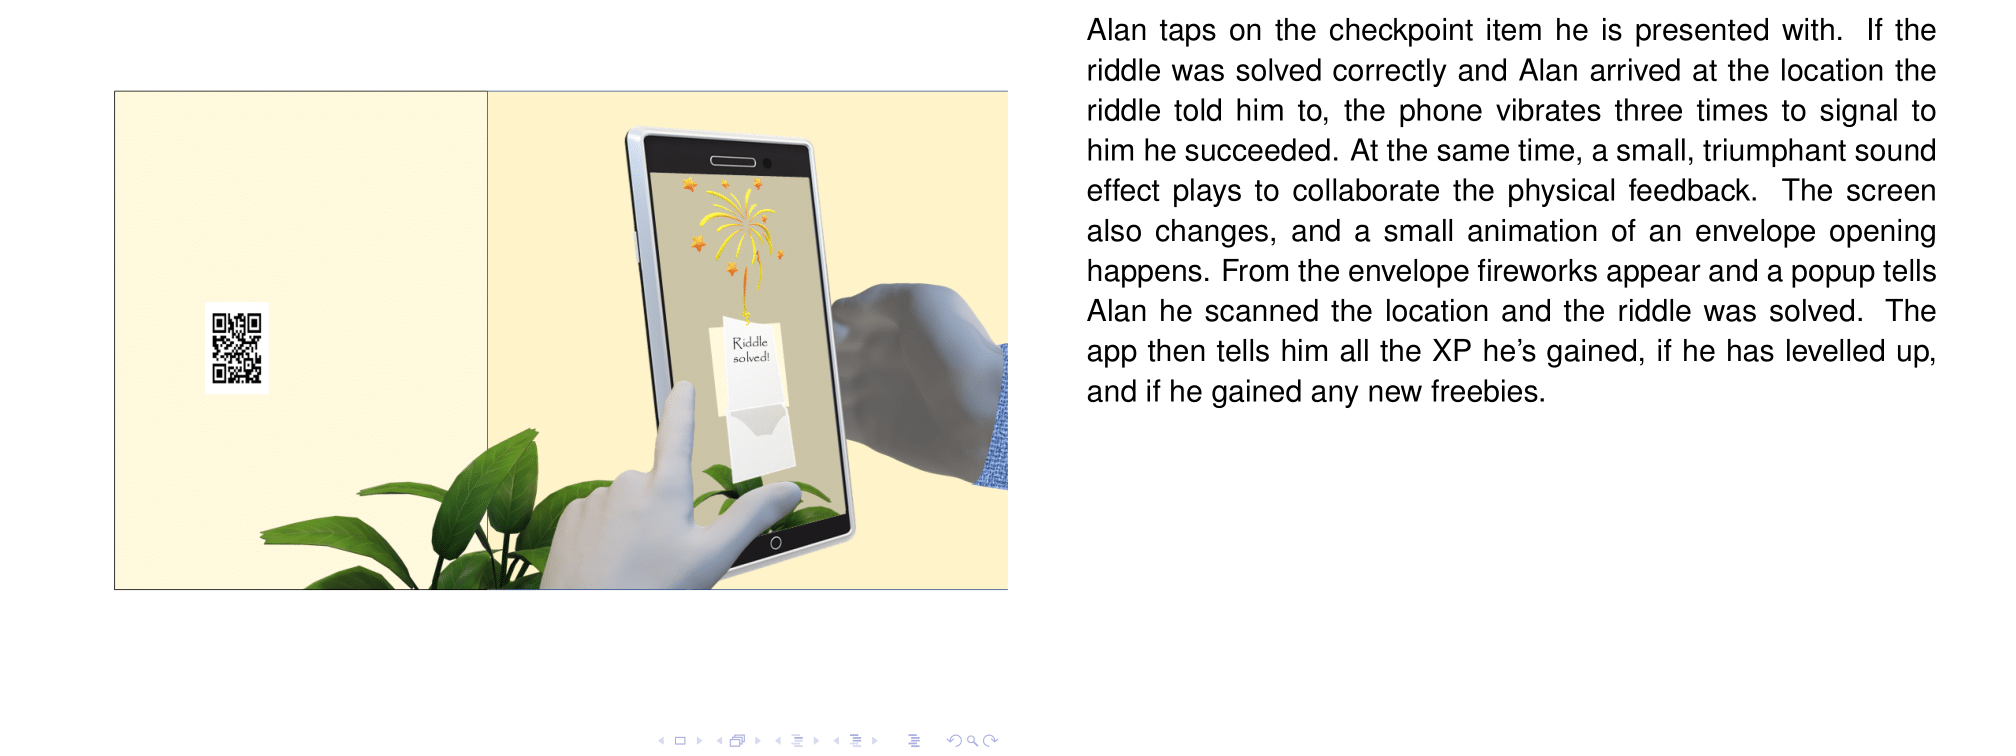 Riddle
solved!
Alan taps on the checkpoint item he is presented with. If the
riddle was solved correctly and Alan arrived at the location the
riddle told him to, the phone vibrates three times to signal to
him he succeeded. At the same time, a small, triumphant sound
effect plays to collaborate the physical feedback. The screen
also changes, and a small animation of an envelope opening
happens. From the envelope fireworks appear and a popup tells
Alan he scanned the location and the riddle was solved. The
app then tells him all the XP he's gained, if he has levelled up,
and if he gained any new freebies.